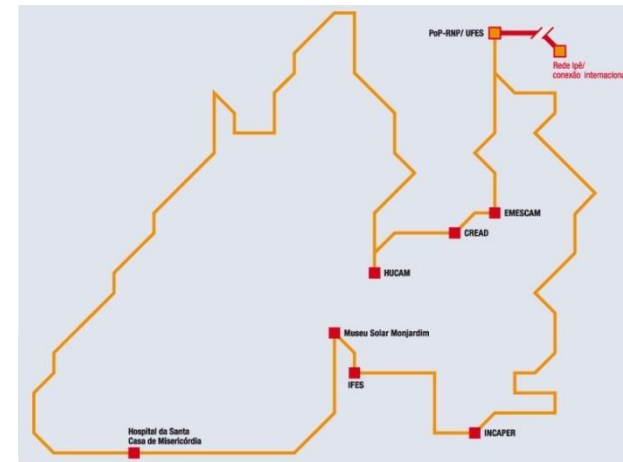 PoP-RNP/ UFES
Rede Ipê/
conexão internacional
EMESCAM
CREAD
HUCAM
Museu Solar Monjardim
IFES
Hospital da Santa
Casa de Misericórdia
INCAPER